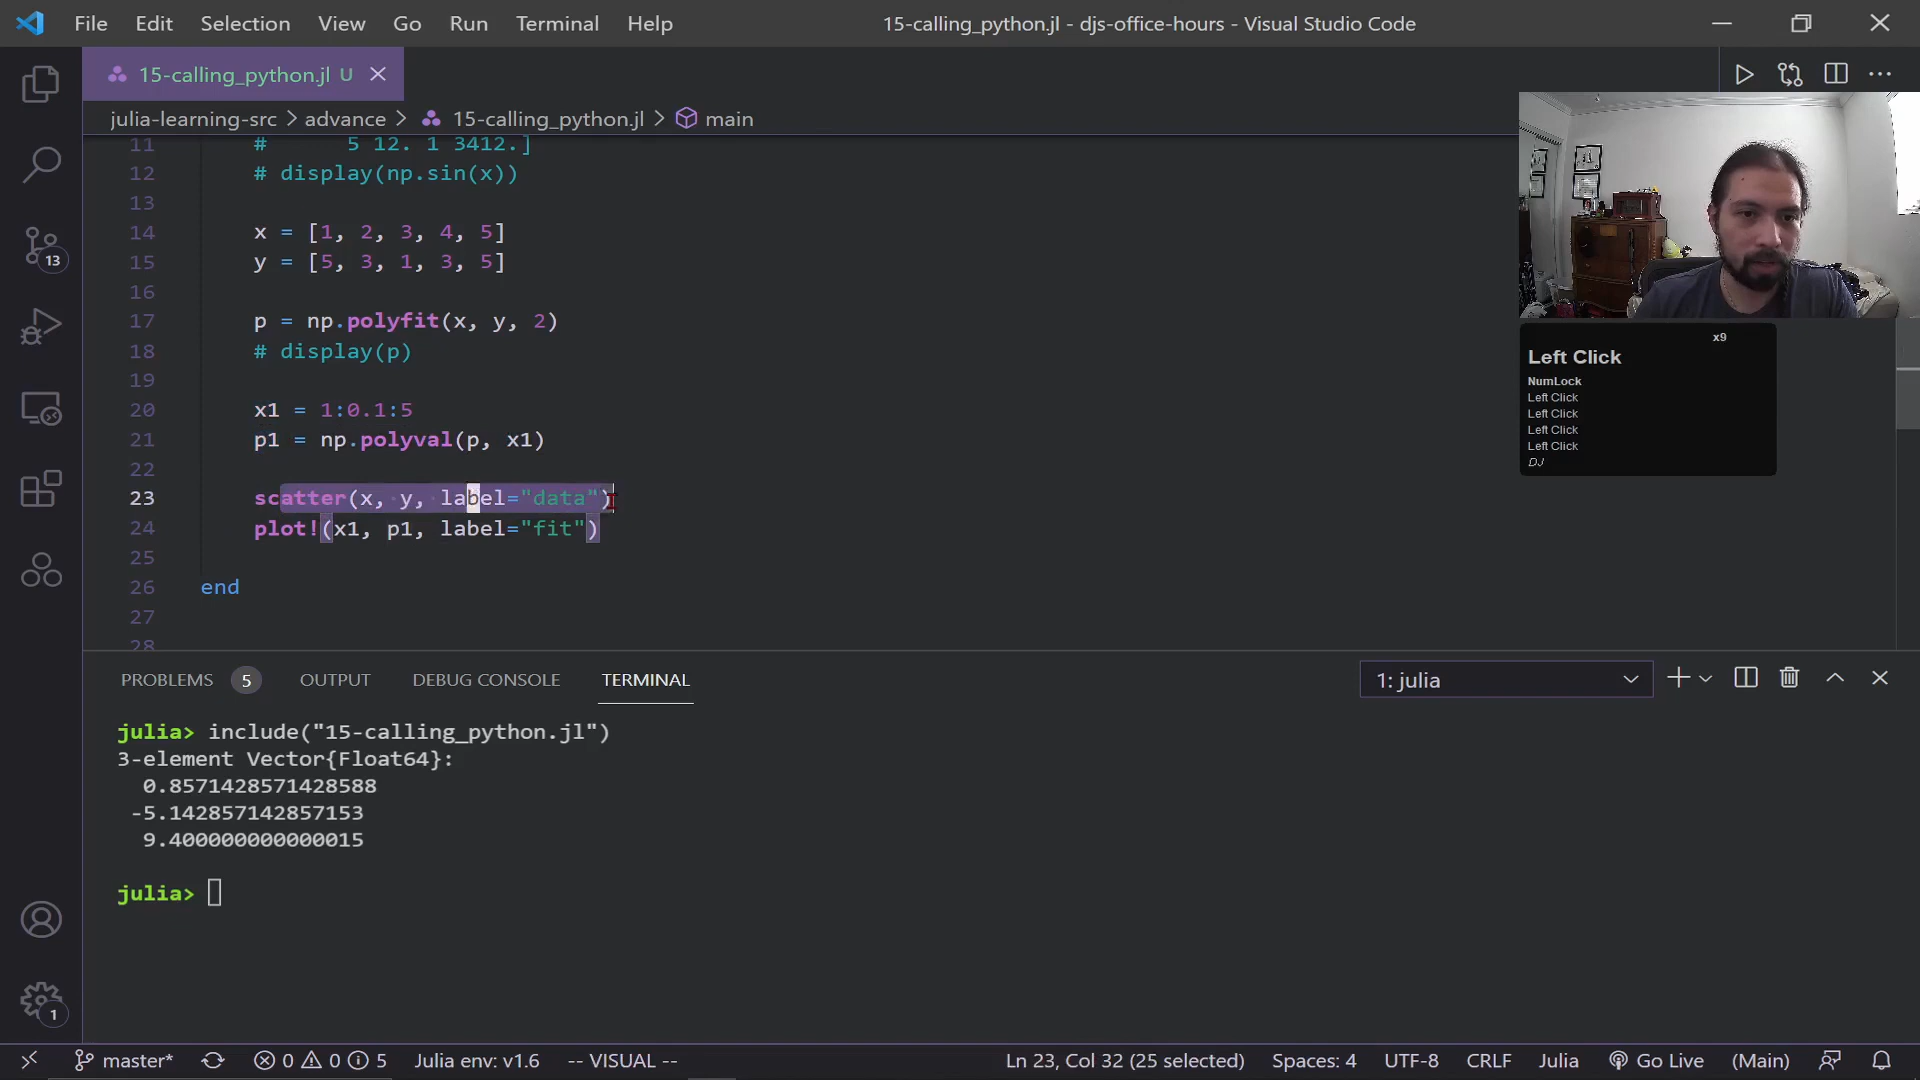 File Edit Selection View Go Run Terminal Help
15-calling_python.jl - djs-office-hours - Visual Studio Code
15-calling_python.jl U
julia-learning-src > advance > 15-calling_python.jl > main
11 # 5 12. 1 3412.]
12 # display(np.sin(x))
13
14 x = [1, 2, 3, 4, 5]
15 y = [5, 3, 1, 3, 5]
16
17 p = np.polyfit(x, y, 2)
18 # display(p)
19
20 x1 = 1:0.1:5
21 p1 = np.polyval(p, x1)
22
23 scatter(x, y, label="data")
24 plot!(x1, p1, label="fit")
25
26 end
27
28
x9
Left Click
NumLock
Left Click
Left Click
Left Click
Left Click
DJ
13
1
PROBLEMS 5 OUTPUT DEBUG CONSOLE TERMINAL
1: julia
julia> include("15-calling_python.jl")
3-element Vector{Float64}:
0.8571428571428588
-5.142857142857153
9.400000000000015
julia>
master* 0 0 5 Julia env: v1.6 -- VISUAL -- Ln 23, Col 32 (25 selected) Spaces: 4 UTF-8 CRLF Julia Go Live (Main)